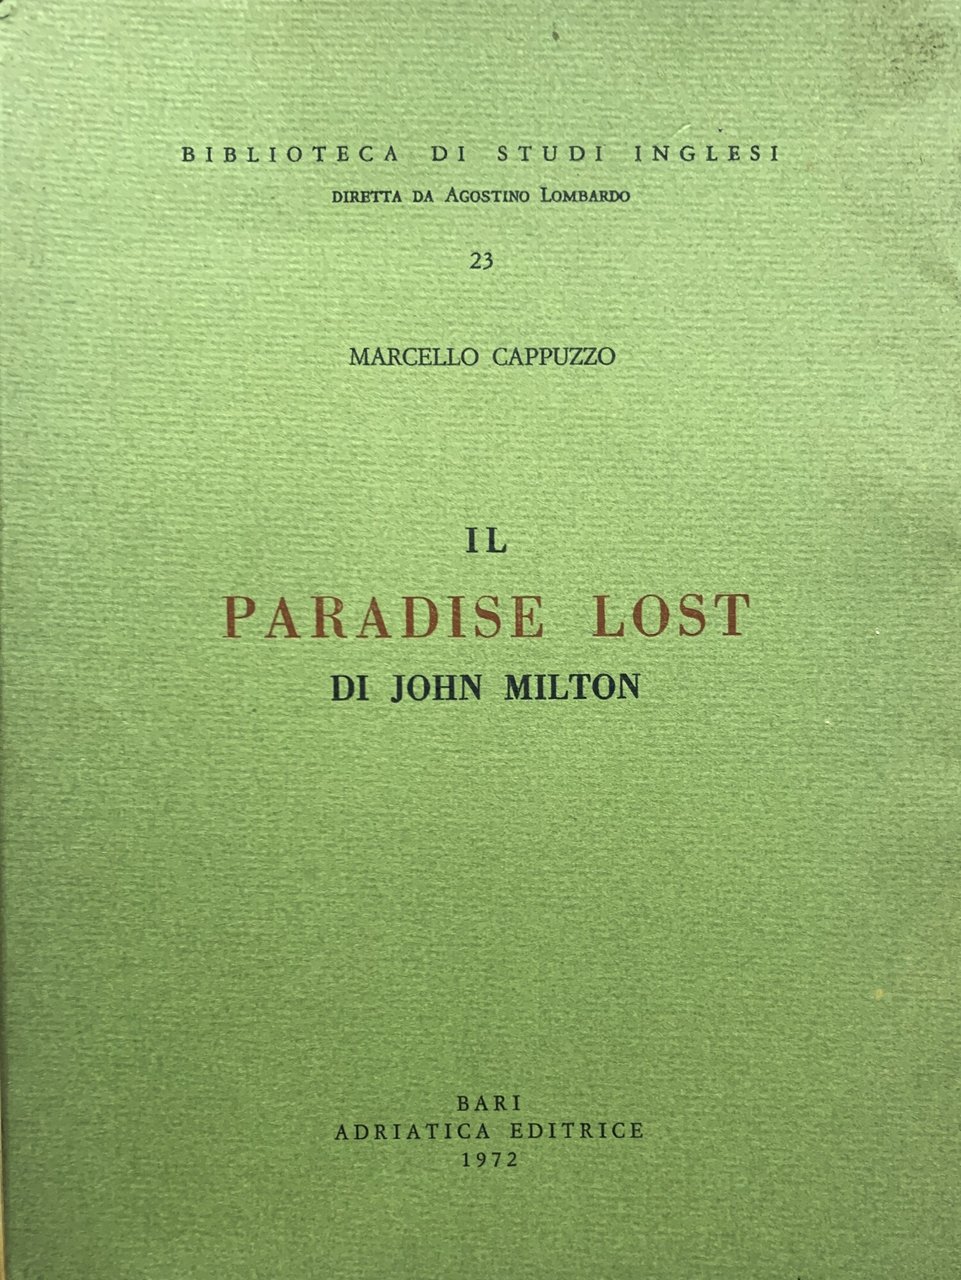 BIBLIOTECA DI STUDI INGLESI
DIRETTA DA AGOSTINO LOMBARDO
23
MARCELLO CAPPUZZO
IL
PARADISE LOST
DI JOHN MILTON
BARI
ADRIATICA EDITRICE
1972